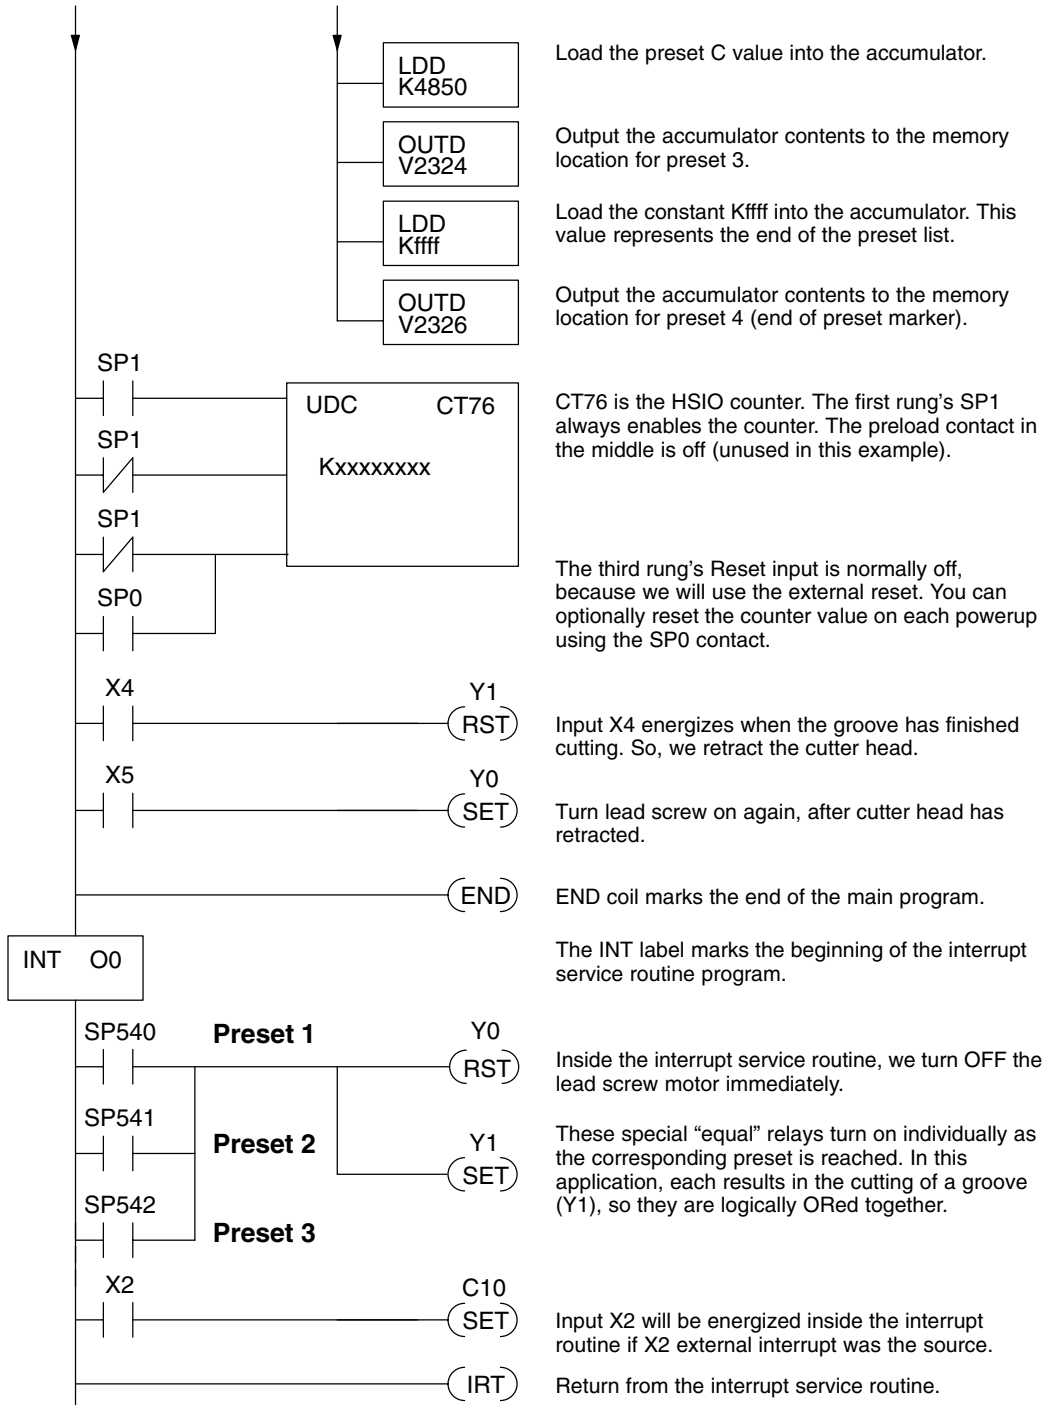 LDD
K4850
Load the preset C value into the accumulator.
OUTD
V2324
Output the accumulator contents to the memory
location for preset 3.
LDD
Kffff
Load the constant Kffff into the accumulator. This
value represents the end of the preset list.
OUTD
V2326
Output the accumulator contents to the memory
location for preset 4 (end of preset marker).
SP1
UDC CT76
Kxxxxxxxx
SP1
SP1
SP0
CT76 is the HSIO counter. The first rung’s SP1
always enables the counter. The preload contact in
the middle is off (unused in this example).
The third rung’s Reset input is normally off,
because we will use the external reset. You can
optionally reset the counter value on each powerup
using the SP0 contact.
X4 Y1
RST
Input X4 energizes when the groove has finished
cutting. So, we retract the cutter head.
X5 Y0
SET
Turn lead screw on again, after cutter head has
retracted.
END
END coil marks the end of the main program.
INT O0
The INT label marks the beginning of the interrupt
service routine program.
SP540 Preset 1 Y0
RST
Inside the interrupt service routine, we turn OFF the
lead screw motor immediately.
SP541 Preset 2 Y1
SET
These special “equal” relays turn on individually as
the corresponding preset is reached. In this
application, each results in the cutting of a groove
(Y1), so they are logically ORed together.
SP542 Preset 3
X2 C10
SET
Input X2 will be energized inside the interrupt
routine if X2 external interrupt was the source.
IRT
Return from the interrupt service routine.